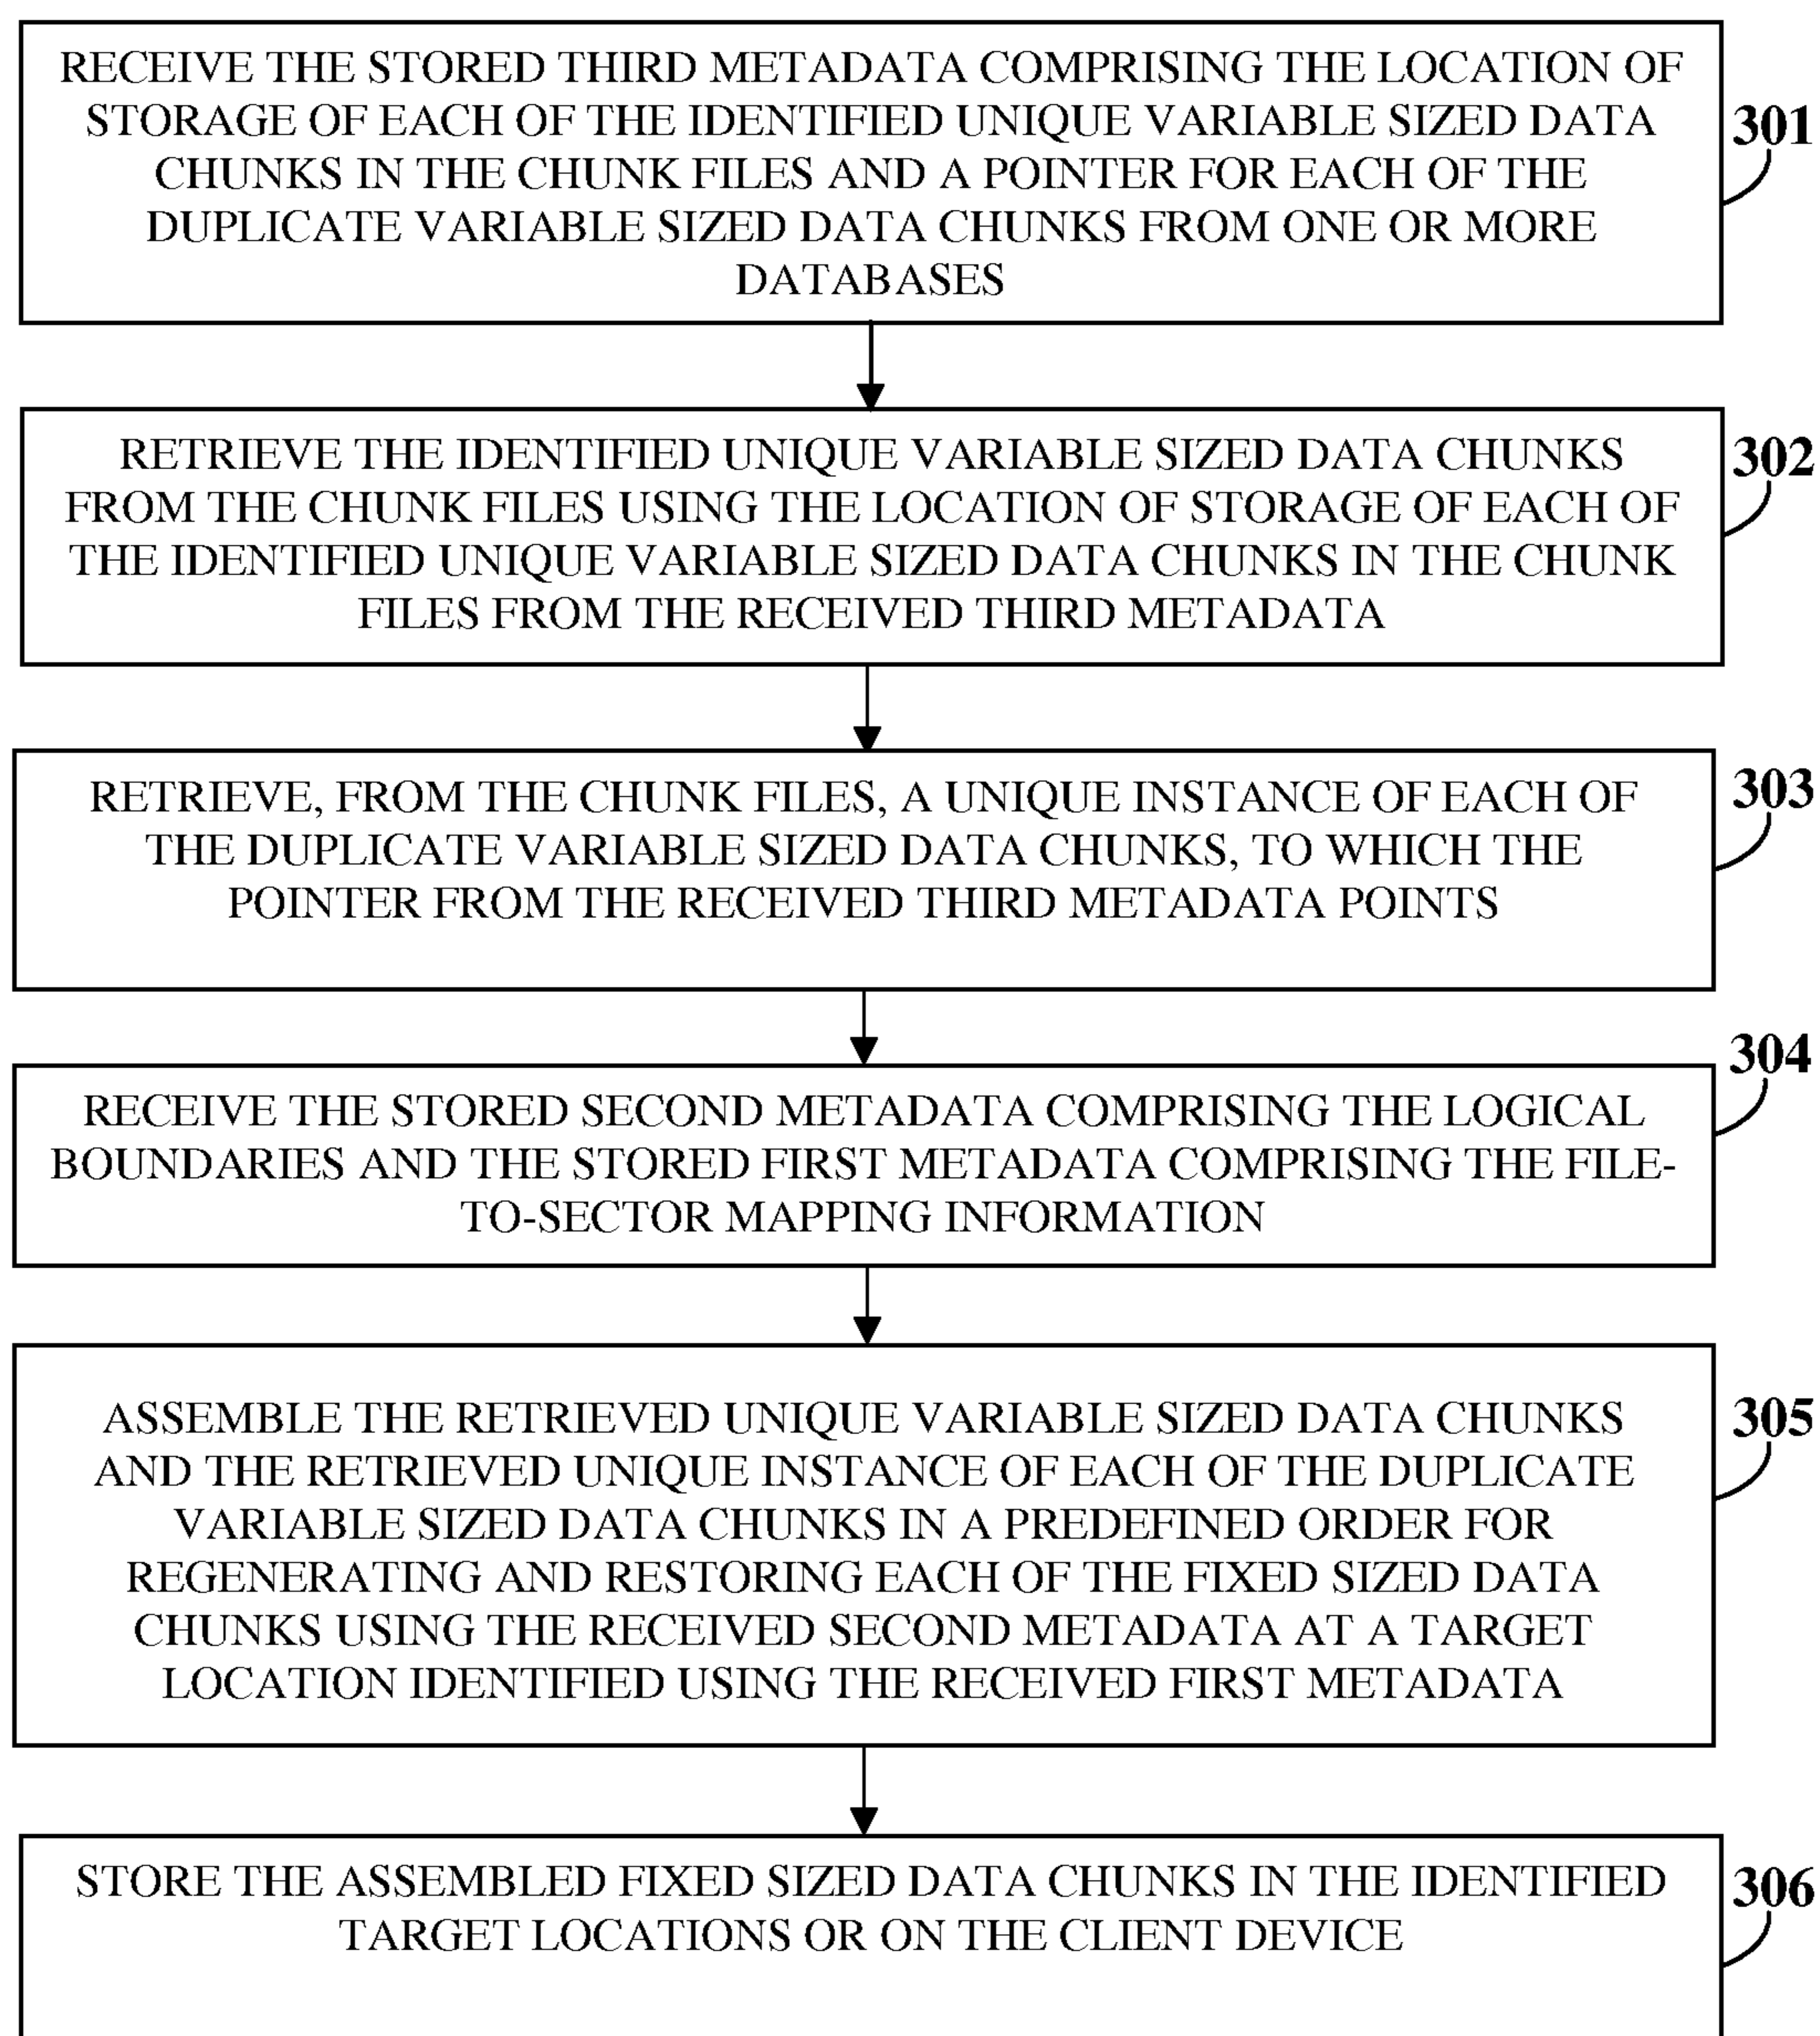 RECEIVE THE STORED THIRD METADATA COMPRISING THE LOCATION OF
STORAGE OF EACH OF THE IDENTIFIED UNIQUE VARIABLE SIZED DATA
CHUNKS IN THE CHUNK FILES AND A POINTER FOR EACH OF THE
DUPLICATE VARIABLE SIZED DATA CHUNKS FROM ONE OR MORE
DATABASES
301
RETRIEVE THE IDENTIFIED UNIQUE VARIABLE SIZED DATA CHUNKS
FROM THE CHUNK FILES USING THE LOCATION OF STORAGE OF EACH OF
THE IDENTIFIED UNIQUE VARIABLE SIZED DATA CHUNKS IN THE CHUNK
FILES FROM THE RECEIVED THIRD METADATA
302
RETRIEVE, FROM THE CHUNK FILES, A UNIQUE INSTANCE OF EACH OF
THE DUPLICATE VARIABLE SIZED DATA CHUNKS, TO WHICH THE
POINTER FROM THE RECEIVED THIRD METADATA POINTS
303
RECEIVE THE STORED SECOND METADATA COMPRISING THE LOGICAL
BOUNDARIES AND THE STORED FIRST METADATA COMPRISING THE FILE-
TO-SECTOR MAPPING INFORMATION
304
ASSEMBLE THE RETRIEVED UNIQUE VARIABLE SIZED DATA CHUNKS
AND THE RETRIEVED UNIQUE INSTANCE OF EACH OF THE DUPLICATE
VARIABLE SIZED DATA CHUNKS IN A PREDEFINED ORDER FOR
REGENERATING AND RESTORING EACH OF THE FIXED SIZED DATA
CHUNKS USING THE RECEIVED SECOND METADATA AT A TARGET
LOCATION IDENTIFIED USING THE RECEIVED FIRST METADATA
305
STORE THE ASSEMBLED FIXED SIZED DATA CHUNKS IN THE IDENTIFIED
TARGET LOCATIONS OR ON THE CLIENT DEVICE
306